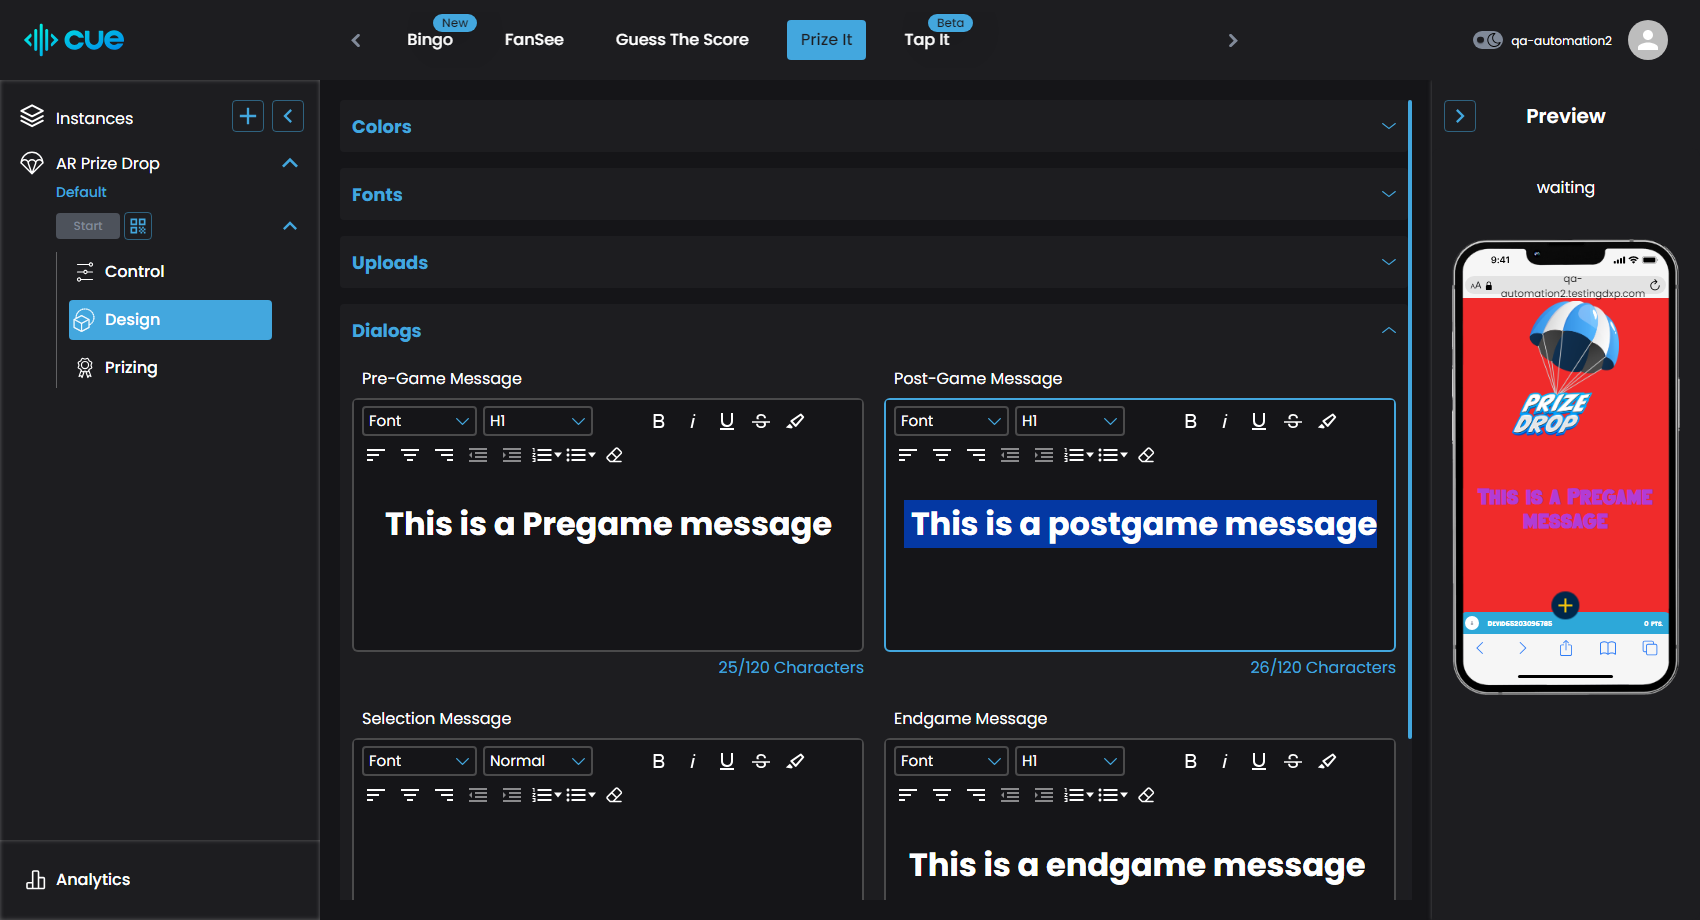 cue
New
Bingo
FanSee
Guess The Score
Prize It
Beta
Tap It
qa-automation2
Instances
AR Prize Drop
Default
Start
Control
Design
Prizing
Analytics
Colors
Fonts
Uploads
Dialogs
Pre-Game Message
Font
H1
B i U S
This is a Pregame message
25/120 Characters
Post-Game Message
Font
H1
B i U S
This is a postgame message
26/120 Characters
Selection Message
Font
Normal
B i U S
Endgame Message
Font
H1
B i U S
This is a endgame message
Preview
waiting
9:41
AA
qa-
automation2.testingdxp.com
PRIZE
DROP
This is a Pregame
message
0 PTS.